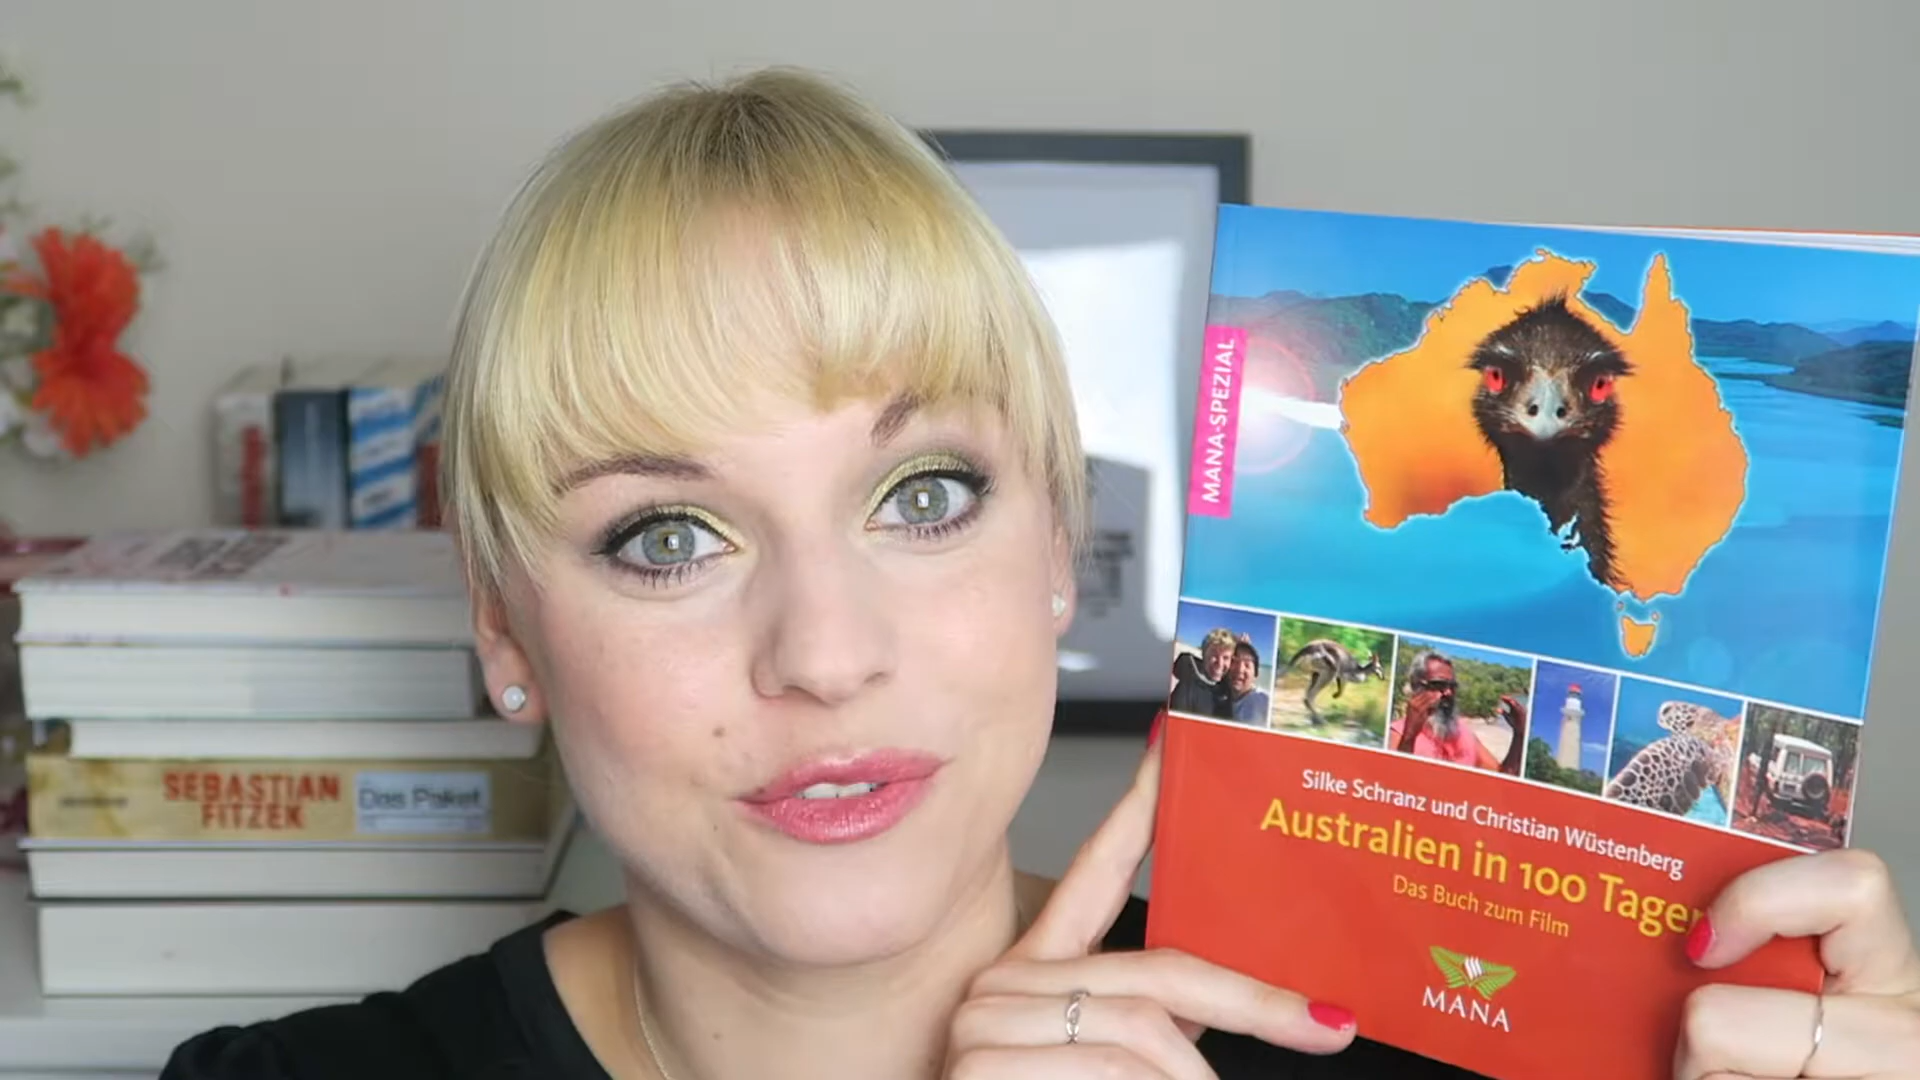 SEBASTIAN
FITZEK
Das Paket
MANA-SPEZIAL
Silke Schranz und Christian Wüstenberg
Australien in 100 Tagen
Das Buch zum Film
MANA